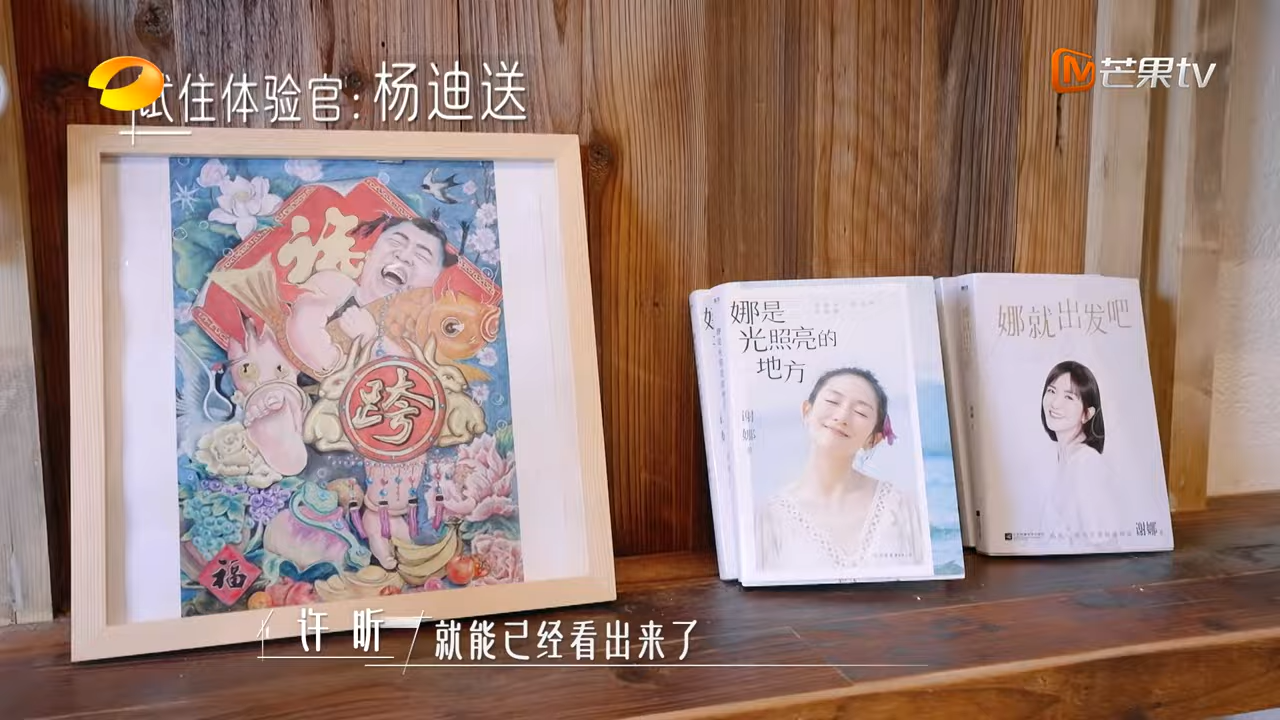 试住体验官:杨迪送
芒果tv
跨
福
娜是
光照亮的
地方
谢
娜
娜就出发吧
谢娜
许昕
就能已经看出来了